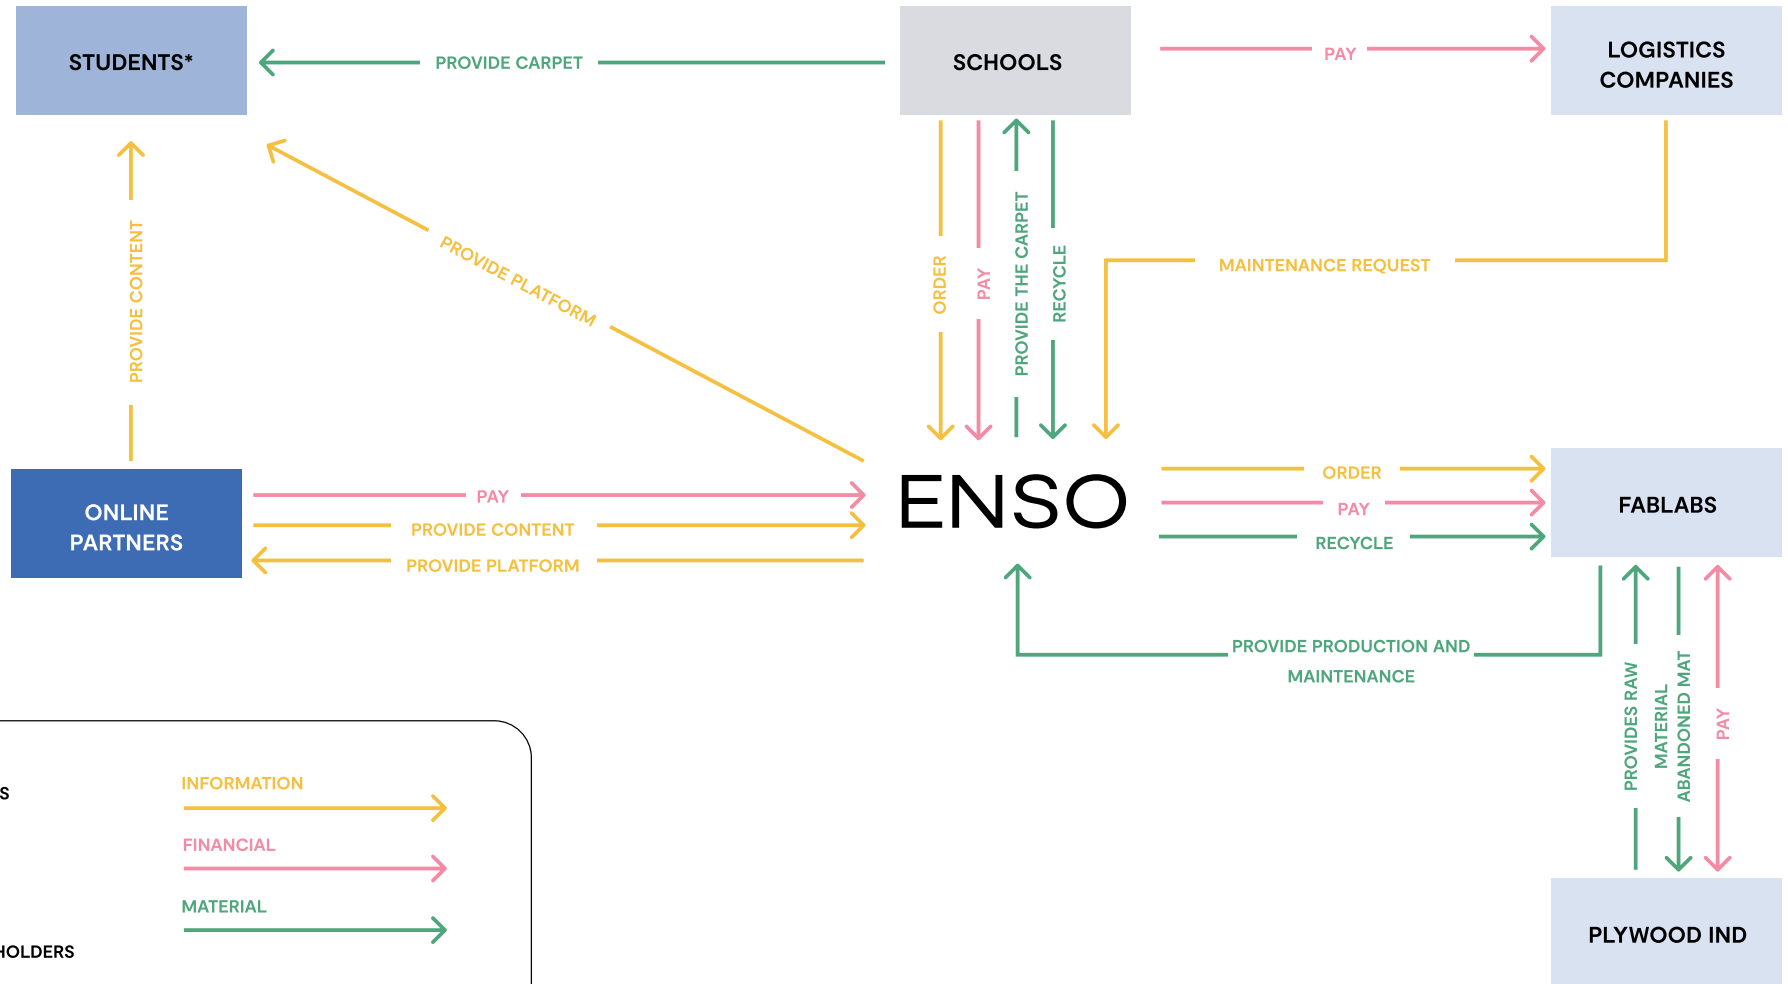 STUDENTS*
PROVIDE CARPET
SCHOOLS
PAY
LOGISTICS
COMPANIES
PROVIDE CONTENT
PROVIDE PLATFORM
ORDER
PAY
PROVIDE THE CARPET
RECYCLE
MAINTENANCE REQUEST
ONLINE
PARTNERS
PAY
PROVIDE CONTENT
PROVIDE PLATFORM
ENSO
ORDER
PAY
RECYCLE
FABLABS
PROVIDE PRODUCTION AND
MAINTENANCE
PROVIDES RAW
MATERIAL
ABANDONED MAT
PAY
PLYWOOD IND
S
INFORMATION
FINANCIAL
MATERIAL
HOLDERS